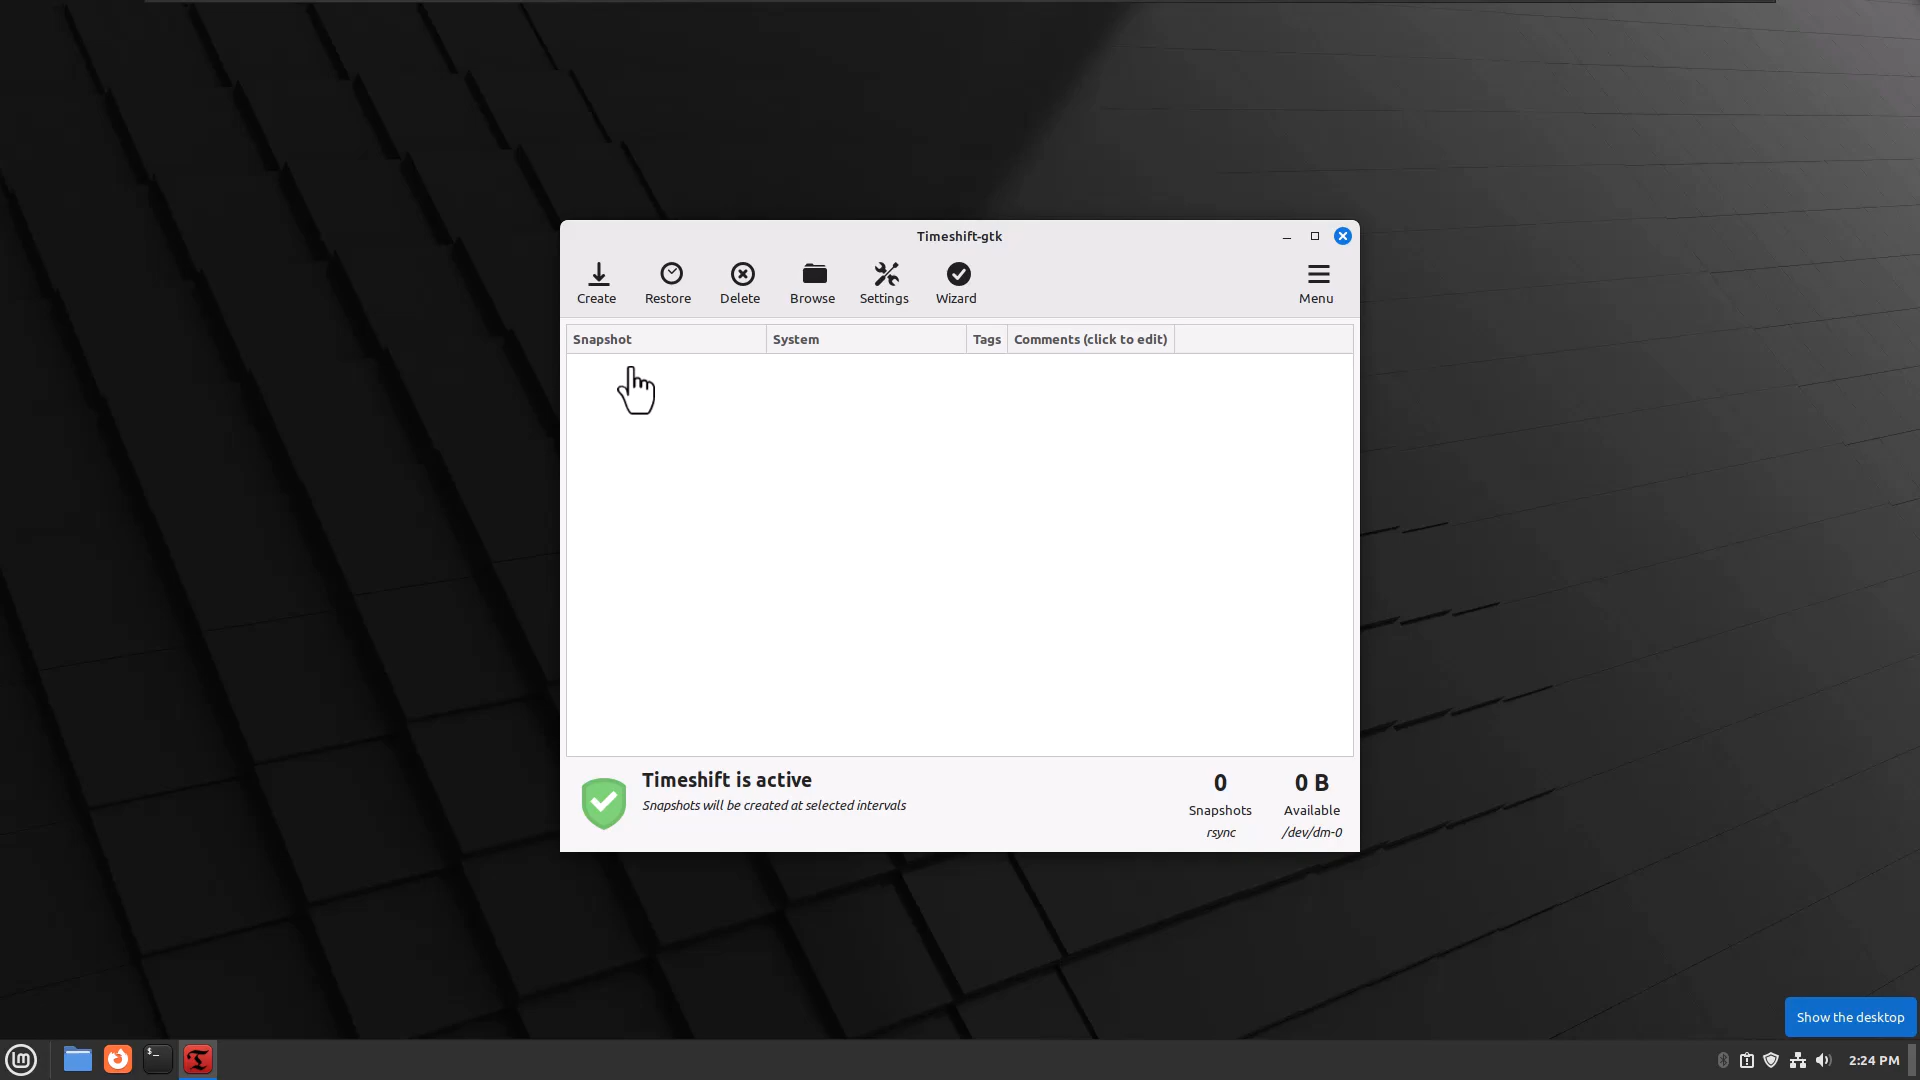 Timeshift-gtk
Create Restore Delete Browse Settings Wizard Menu
Snapshot System Tags Comments (click to edit)
Timeshift is active
Snapshots will be created at selected intervals
0 0 B
Snapshots Available
rsync /dev/dm-0
Show the desktop
lm $_ T 2:24 PM